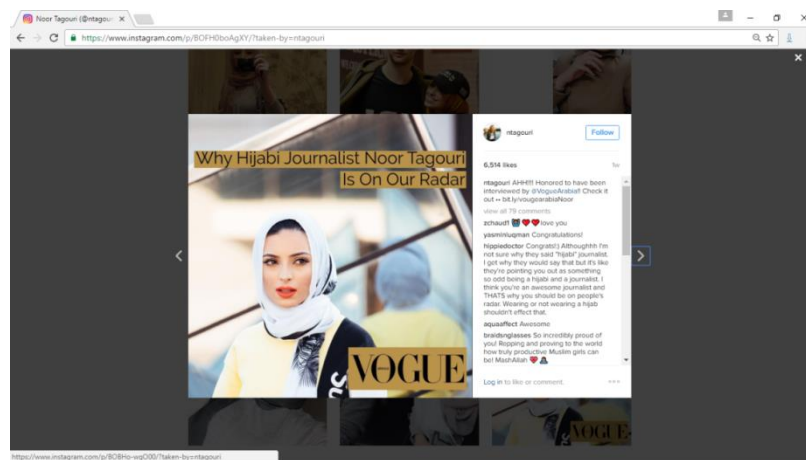 Noor Tagouri (@ntagour
https://www.instagram.com/p/BOFH0boAgXY/?taken-by=ntagouri
Why Hijabi Journalist Noor Tagouri
Is On Our Radar
VOGUE
ntagouri
Follow
6,514 likes
ntagouri AHH!!! Honored to have been
interviewed by @VogueArabia!! Check it
out -- bit.ly/vougearabiaNoor
view all 79 comments
zchaud1 love you
yasminiuqman Congratulations!
hippiedoctor Congrats!:) Althoughhh I'm
not sure why they said "hijabi" journalist.
I get why they would say that but it's like
they're pointing you out as something
so odd being a hijabi and a journalist. I
think you're an awesome journalist and
THATS why you should be on people's
radar. Wearing or not wearing a hijab
shouldn't effect that.
aquaaffect Awesome
braidsnglasses So incredibly proud of
you! Repping and proving to the world
how truly productive Muslim girls can
be! MashAllah
Log in to like or comment.
VOGUE
https://www.instagram.com/p/BOBHo-wgO00/?taken-by=ntagouri